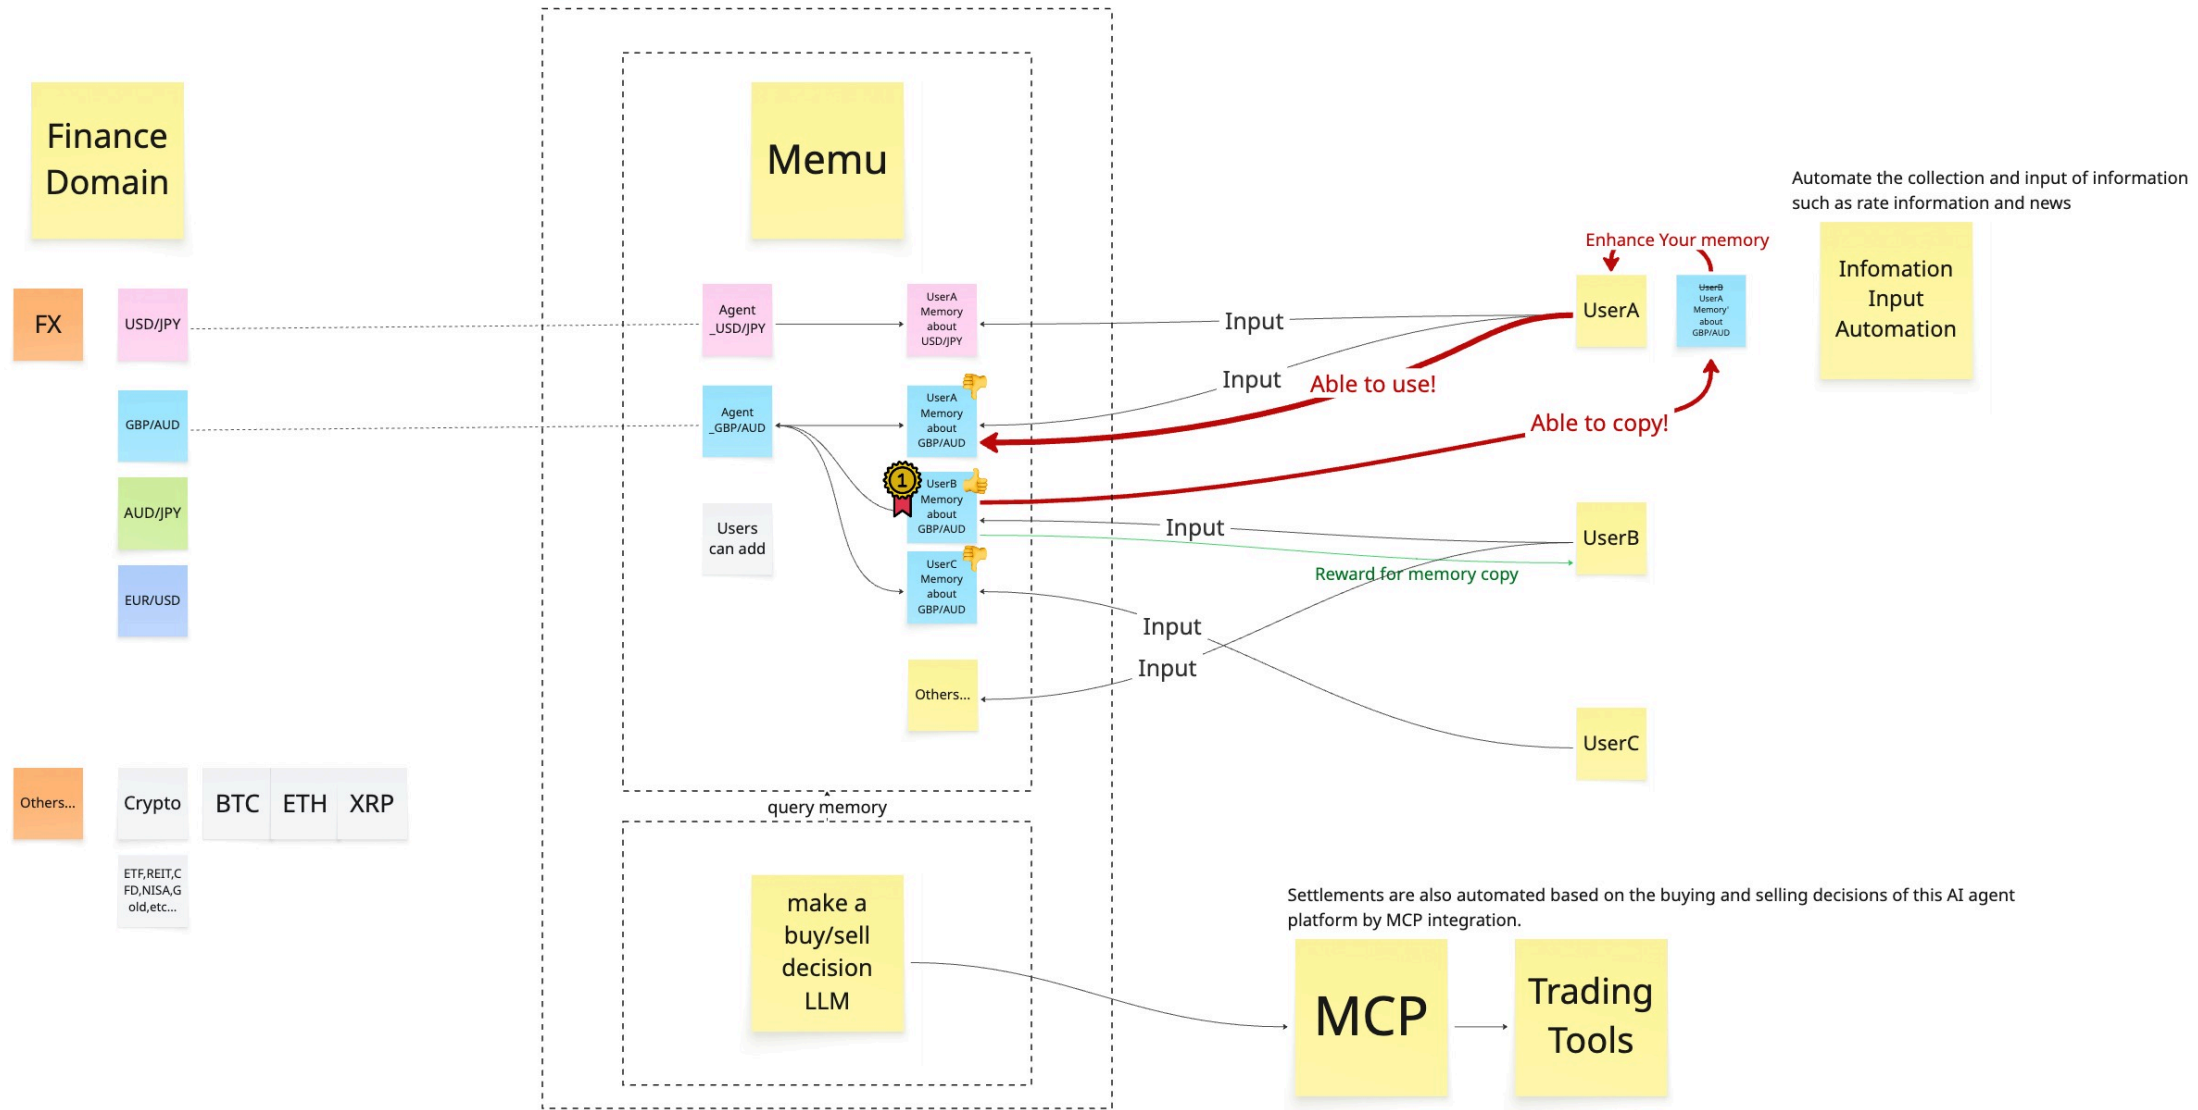 Finance
Domain
Memu
Automate the collection and input of information
such as rate information and news
Enhance Your memory
Infomation
Input
Automation
FX
USD/JPY
Agent
_USD/JPY
UserA
Memory
about
USD/JPY
Input
UserA
UserB
UserA
Memory'
about
GBP/AUD
Input
Able to use!
GBP/AUD
Agent
_GBP/AUD
UserA
Memory
about
GBP/AUD
Able to copy!
1
UserB
Memory
about
GBP/AUD
AUD/JPY
Users
can add
Input
UserB
Reward for memory copy
UserC
Memory
about
GBP/AUD
EUR/USD
Input
Input
Others...
UserC
Others...
Crypto
BTC
ETH
XRP
query memory
ETF,REIT,C
FD,NISA,G
old,etc...
make a
buy/sell
decision
LLM
Settlements are also automated based on the buying and selling decisions of this AI agent
platform by MCP integration.
MCP
Trading
Tools